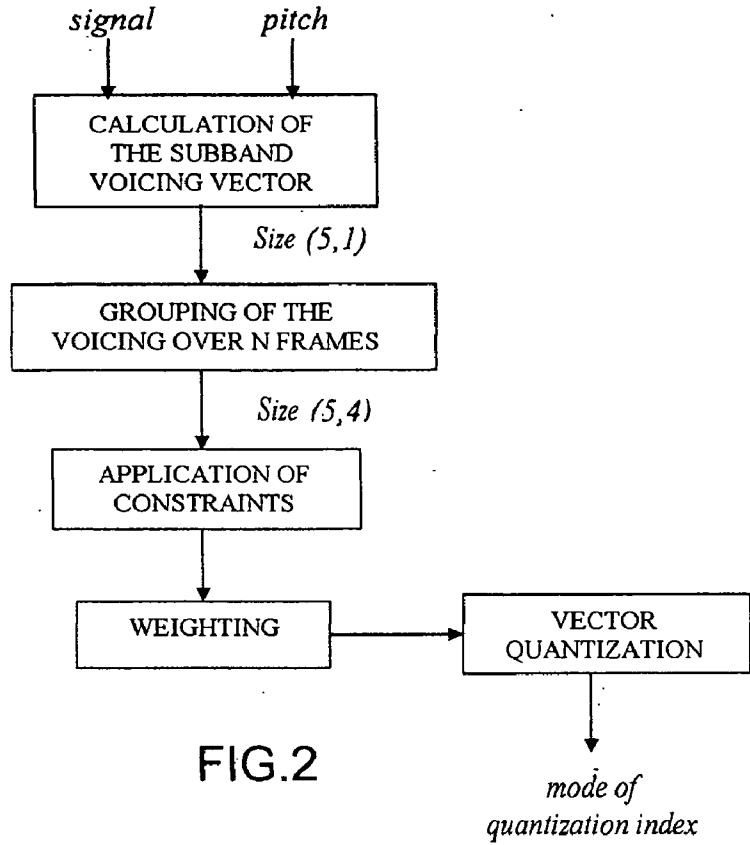 signal
pitch
CALCULATION OF
THE SUBBAND
VOICING VECTOR
Size (5,1)
GROUPING OF THE
VOICING OVER N FRAMES
Size (5,4)
APPLICATION OF
CONSTRAINTS
WEIGHTING
VECTOR
QUANTIZATION
FIG.2
mode of
quantization index